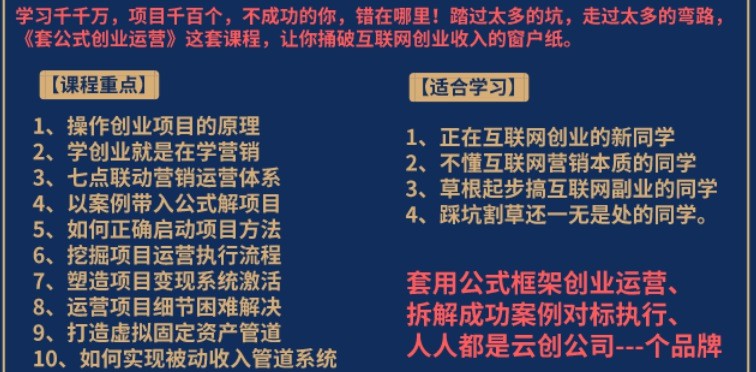 学习千千万，项目千百个，不成功的你，错在哪里！踏过太多的坑，走过太多的弯路，
《套公式创业运营》这套课程，让你捅破互联网创业收入的窗户纸。
【课程重点】
1、操作创业项目的原理
2、学创业就是在学营销
3、七点联动营销运营体系
4、以案例带入公式解项目
5、如何正确启动项目方法
6、挖掘项目运营执行流程
7、塑造项目变现系统激活
8、运营项目细节困难解决
9、打造虚拟固定资产管道
10、如何实现被动收入管道系统
【适合学习】
1、正在互联网创业的新同学
2、不懂互联网营销本质的同学
3、草根起步搞互联网副业的同学
4、踩坑割草还一无是处的同学。
套用公式框架创业运营、
拆解成功案例对标执行、
人人都是云创公司---个品牌